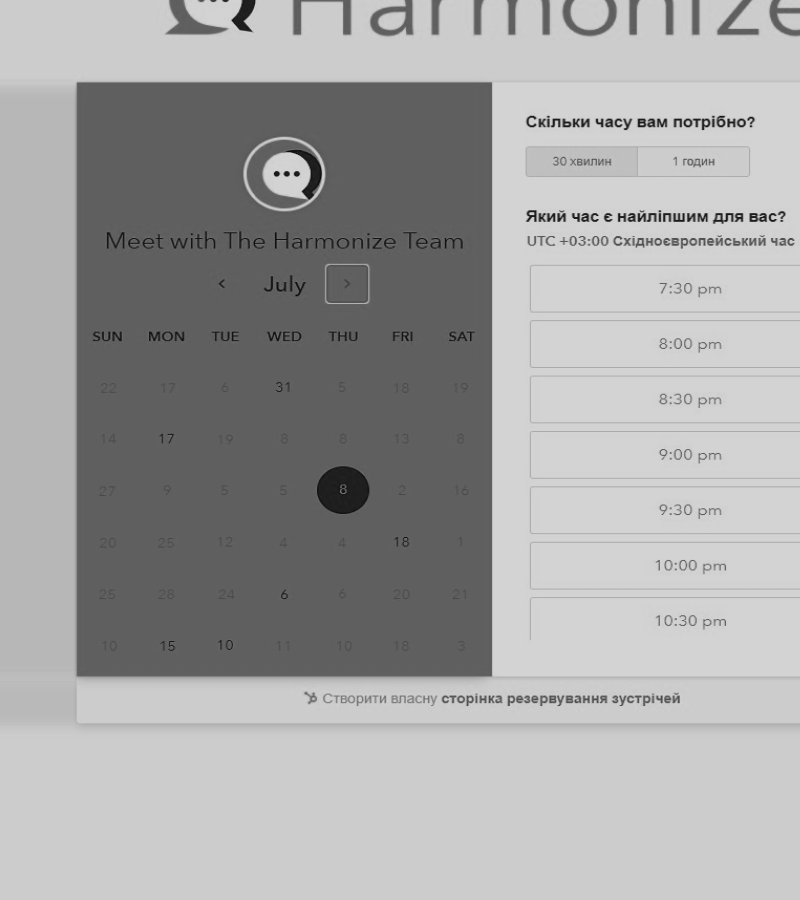 Harmonize
Meet with The Harmonize Team
July
SUN MON TUE WED THU FRI SAT
22 17 6 31 5 18 19
14 17 19 8 8 13 8
27 9 5 5 8 2 16
20 25 12 4 4 18 1
25 28 24 6 6 20 21
10 15 10 11 10 18 3
Скільки часу вам потрібно?
30 хвилин 1 годин
Який час є найліпшим для вас?
UTC +03:00 Східноєвропейський час
7:30 pm
8:00 pm
8:30 pm
9:00 pm
9:30 pm
10:00 pm
10:30 pm
Створити власну сторінка резервування зустрічей